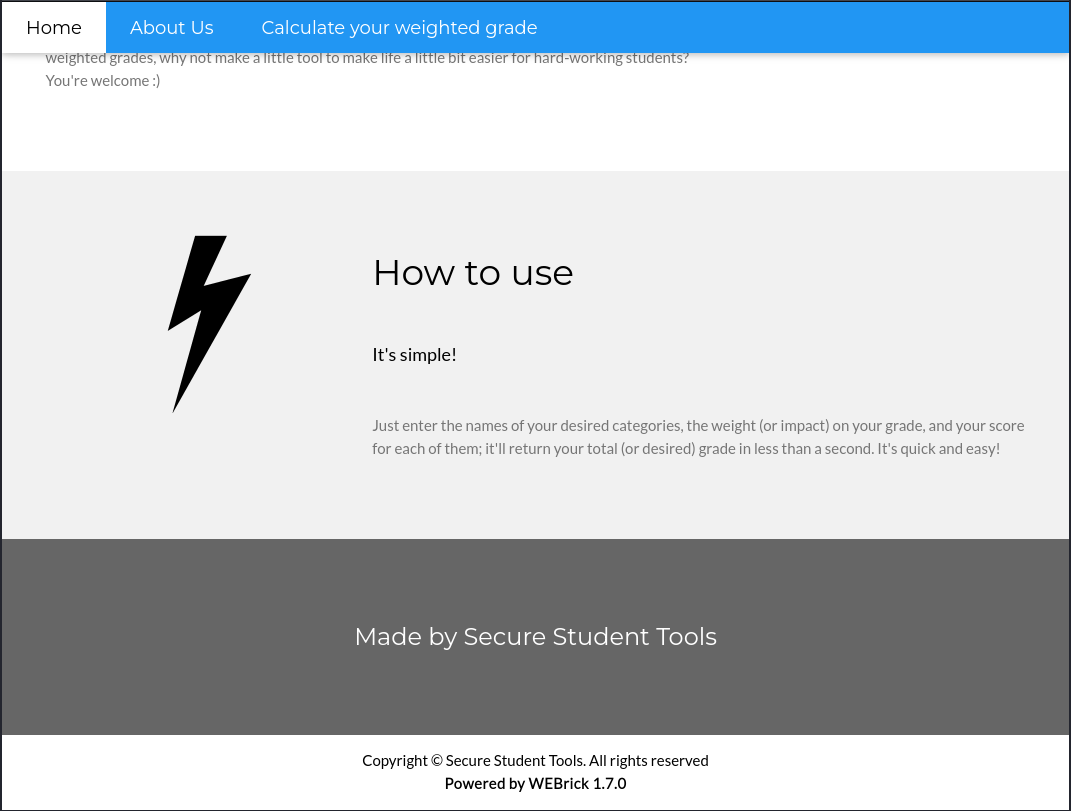 Home About Us Calculate your weighted grade
weighted grades, why not make a little tool to make life a little bit easier for hard-working students?
You're welcome :)
How to use
It's simple!
Just enter the names of your desired categories, the weight (or impact) on your grade, and your score
for each of them; it'll return your total (or desired) grade in less than a second. It's quick and easy!
Made by Secure Student Tools
Copyright © Secure Student Tools. All rights reserved
Powered by WEBrick 1.7.0